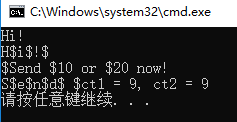 C:\Windows\system32\cmd.exe
Hi!
H$i$!$
$Send $10 or $20 now!
S$e$n$d$ $ct1 = 9, ct2 = 9
请按任意键继续. . .